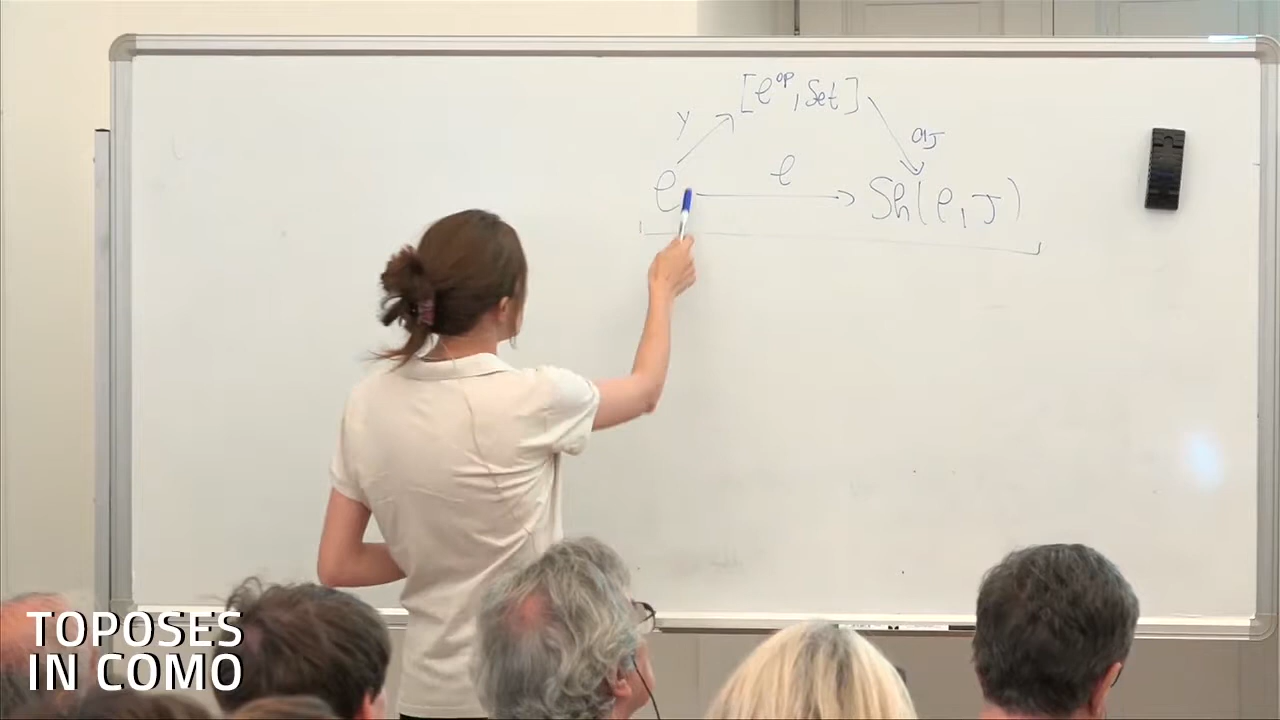 [C^op, Set]
y
a_J
ℓ
C
Sh(C, J)
TOPOSES
IN COMO